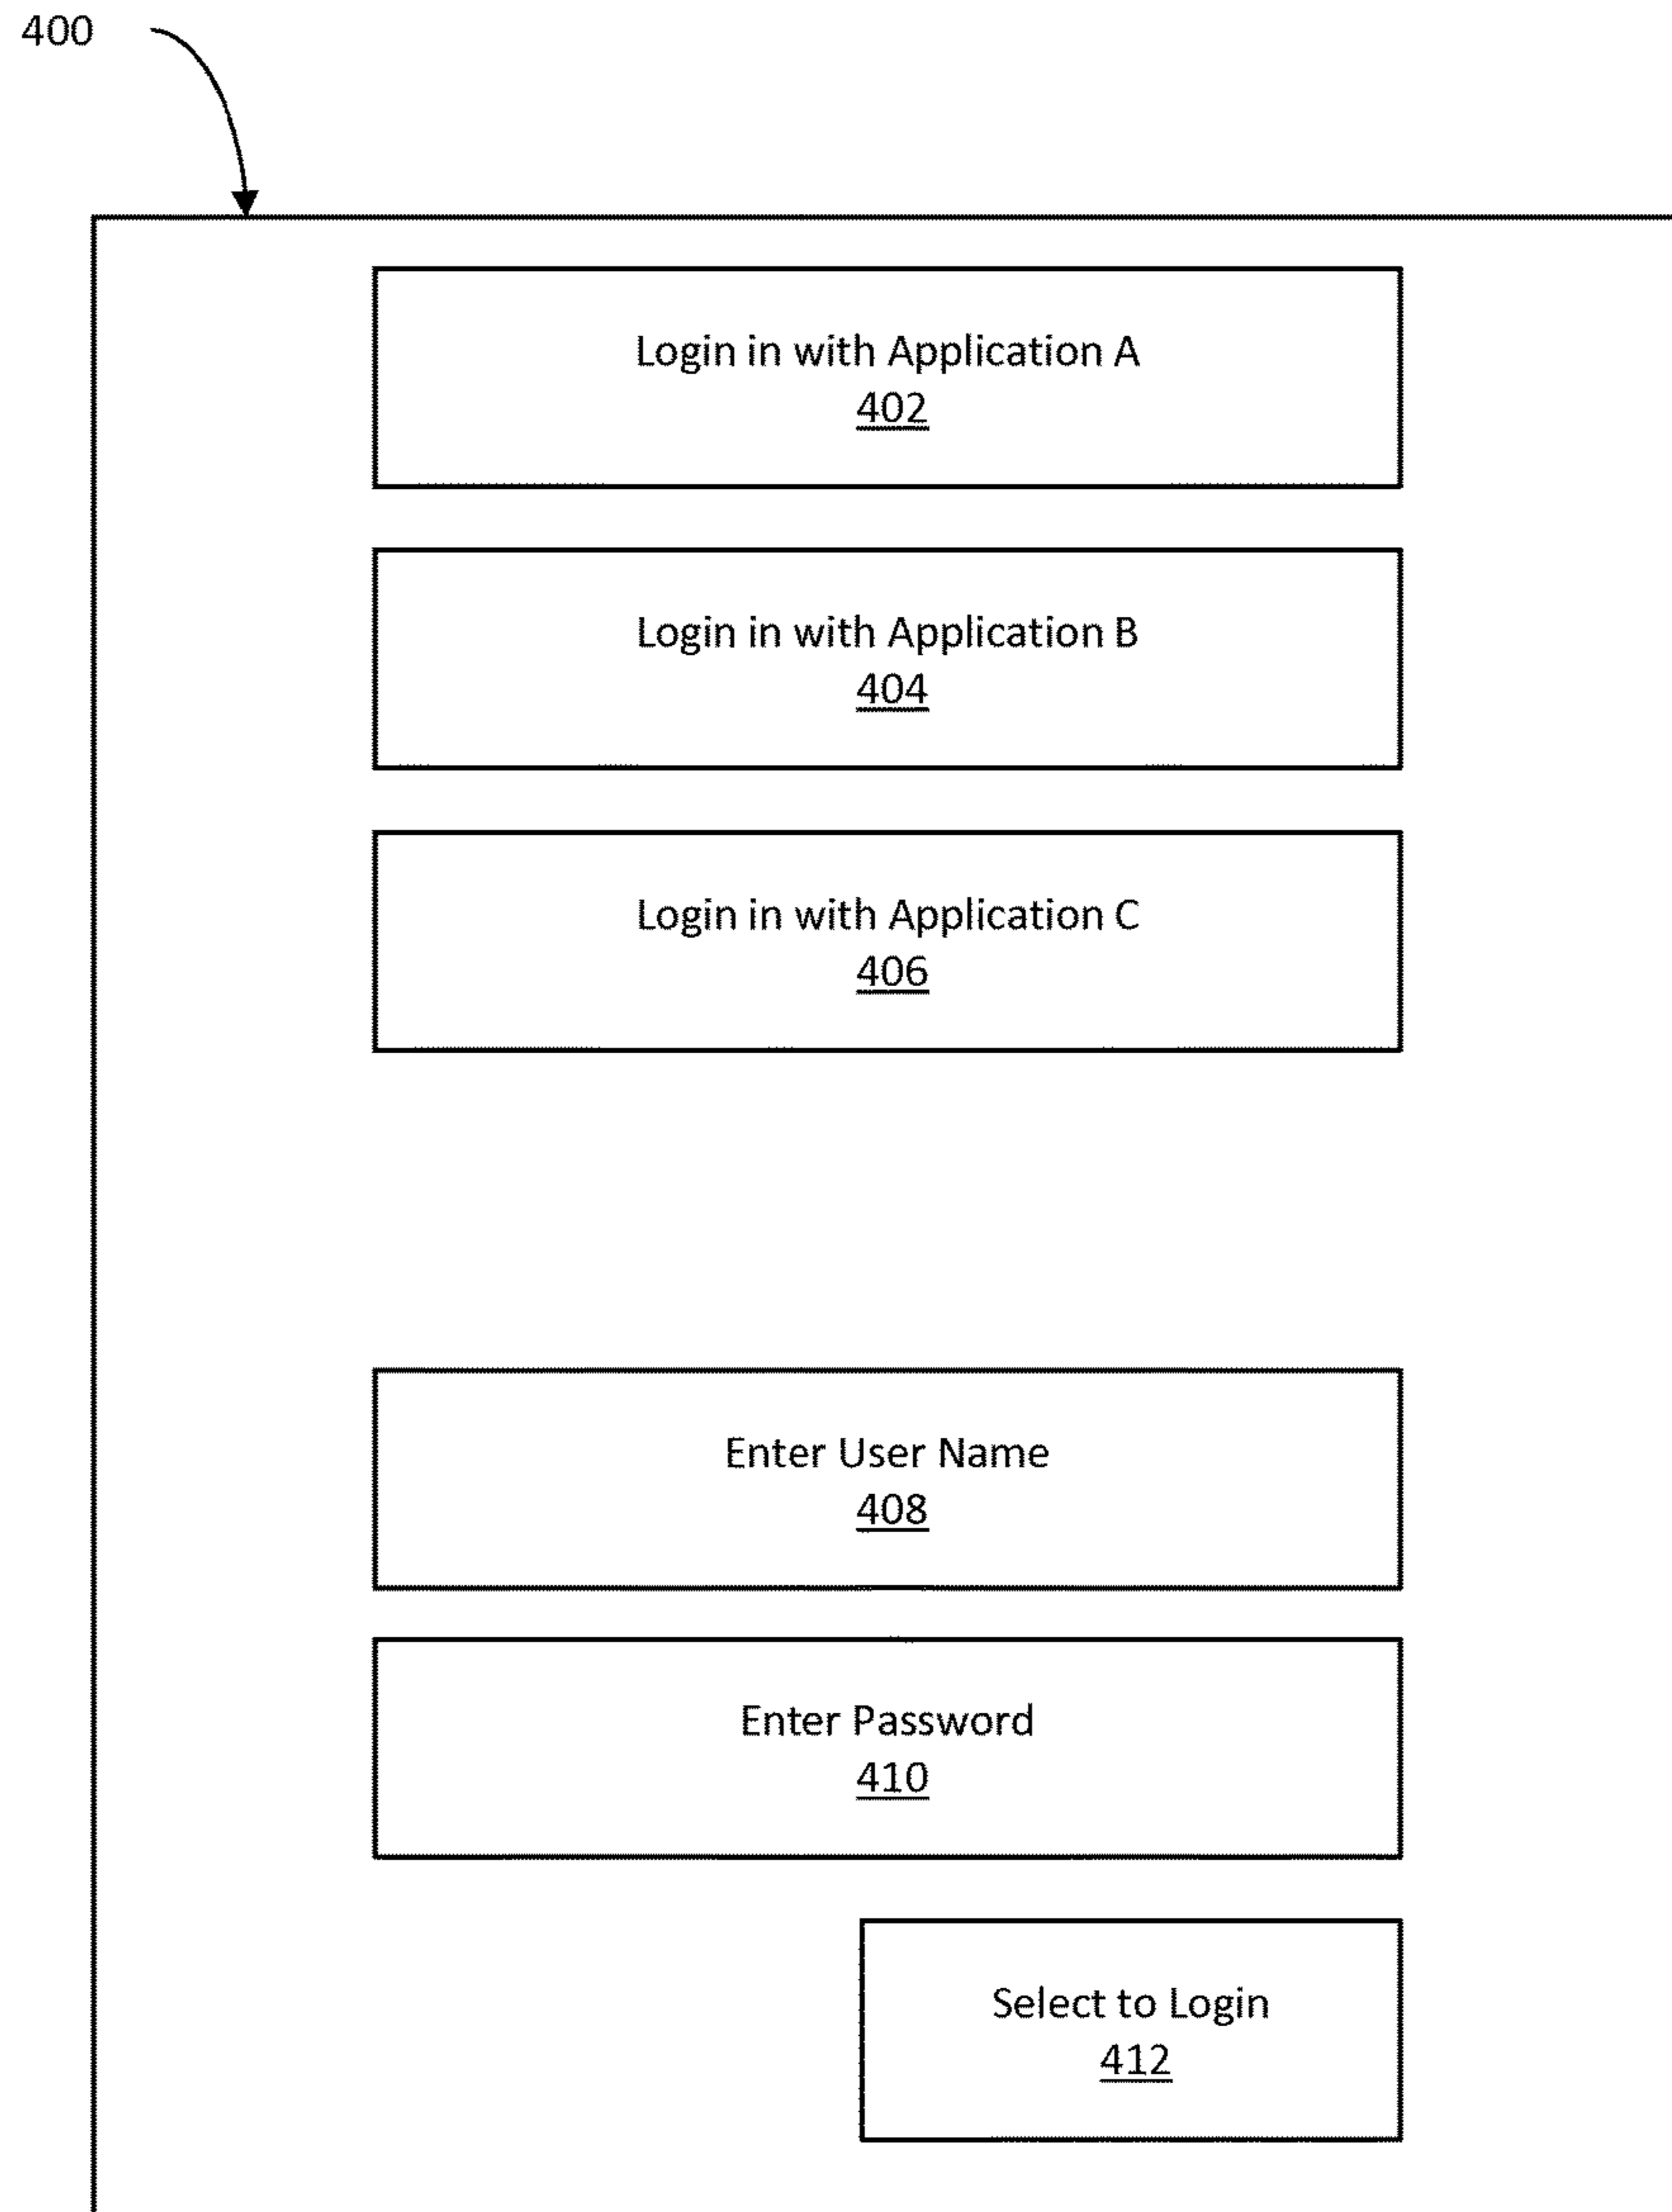 400
Login in with Application A
402
Login in with Application B
404
Login in with Application C
406
Enter User Name
408
Enter Password
410
Select to Login
412